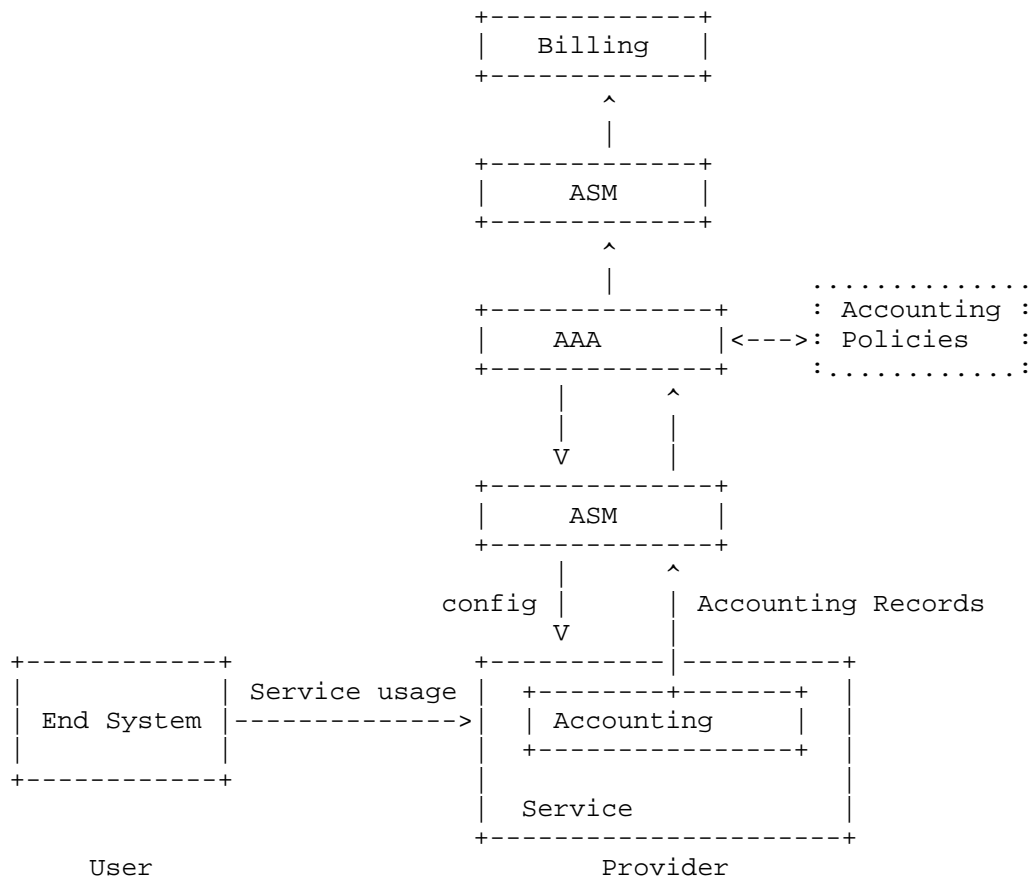 Billing
ASM
AAA
Accounting
Policies
ASM
config
Accounting Records
Service usage
End System
Accounting
Service
User
Provider